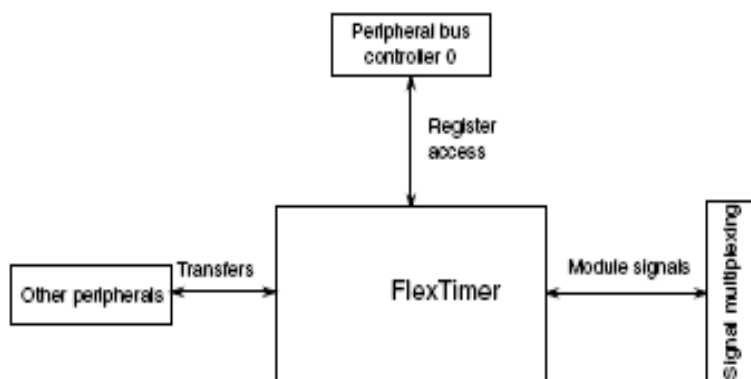 Peripheral bus
controller 0
Register
access
Other peripherals
Transfers
FlexTimer
Module signals
Signal multiplexing